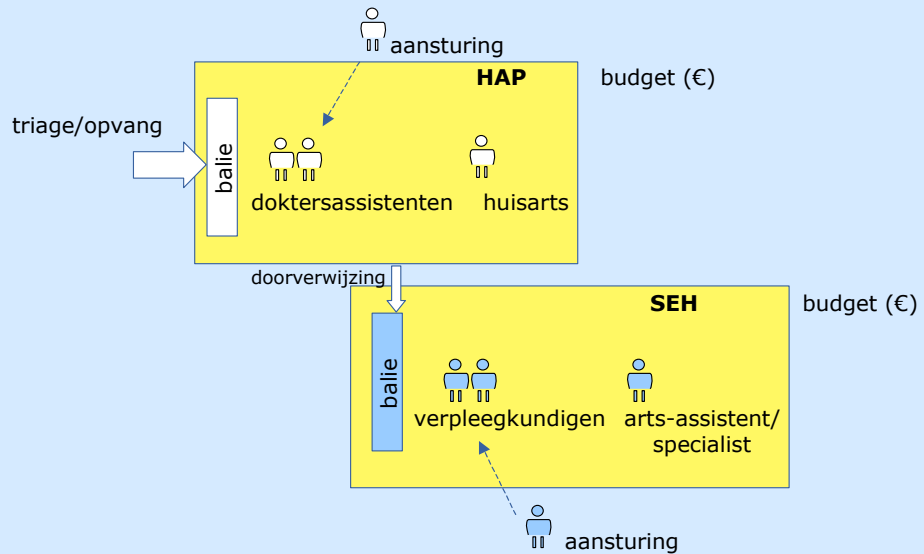 aansturing
HAP
budget (€)
triage/opvang
balie
doktersassistenten
huisarts
doorverwijzing
SEH
budget (€)
balie
verpleegkundigen
arts-assistent/
specialist
aansturing